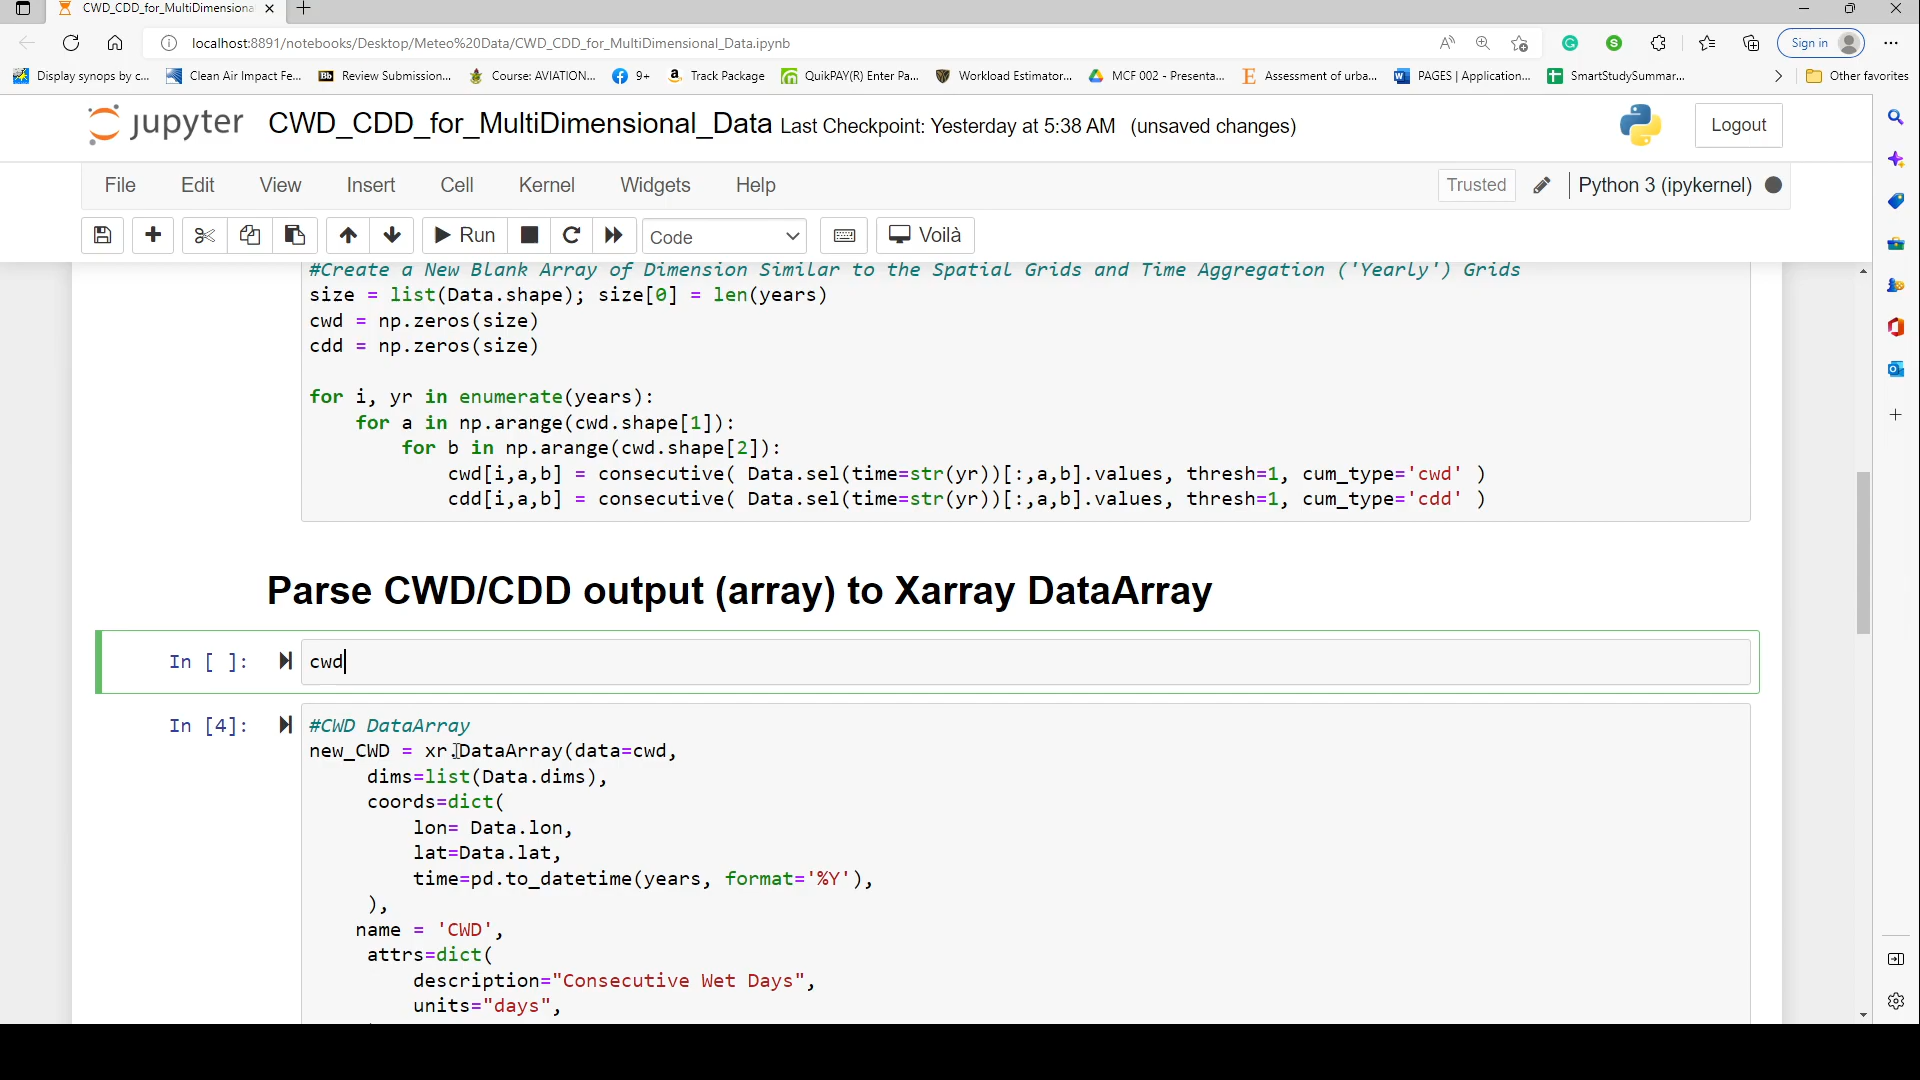 CWD_CDD_for_MultiDimensiona
localhost:8891/notebooks/Desktop/Meteo%20Data/CWD_CDD_for_MultiDimensional_Data.ipynb
Sign in
Display synops by c...
Clean Air Impact Fe...
Review Submission...
Course: AVIATION...
9+
Track Package
QuikPAY(R) Enter Pa...
Workload Estimator...
MCF 002 - Presenta...
Assessment of urba...
PAGES | Application...
SmartStudySummar...
Other favorites
jupyter
CWD_CDD_for_MultiDimensional_Data
Last Checkpoint: Yesterday at 5:38 AM (unsaved changes)
Logout
File
Edit
View
Insert
Cell
Kernel
Widgets
Help
Trusted
Python 3 (ipykernel)
Run
Code
Voilà
#Create a New Blank Array of Dimension Similar to the Spatial Grids and Time Aggregation ('Yearly') Grids
size = list(Data.shape); size[0] = len(years)
cwd = np.zeros(size)
cdd = np.zeros(size)
for i, yr in enumerate(years):
for a in np.arange(cwd.shape[1]):
for b in np.arange(cwd.shape[2]):
cwd[i,a,b] = consecutive( Data.sel(time=str(yr))[:,a,b].values, thresh=1, cum_type='cwd' )
cdd[i,a,b] = consecutive( Data.sel(time=str(yr))[:,a,b].values, thresh=1, cum_type='cdd' )
Parse CWD/CDD output (array) to Xarray DataArray
In [ ]:
cwd
In [4]:
#CWD DataArray
new_CWD = xr.DataArray(data=cwd,
dims=list(Data.dims),
coords=dict(
lon= Data.lon,
lat=Data.lat,
time=pd.to_datetime(years, format='%Y'),
),
name = 'CWD',
attrs=dict(
description="Consecutive Wet Days",
units="days",